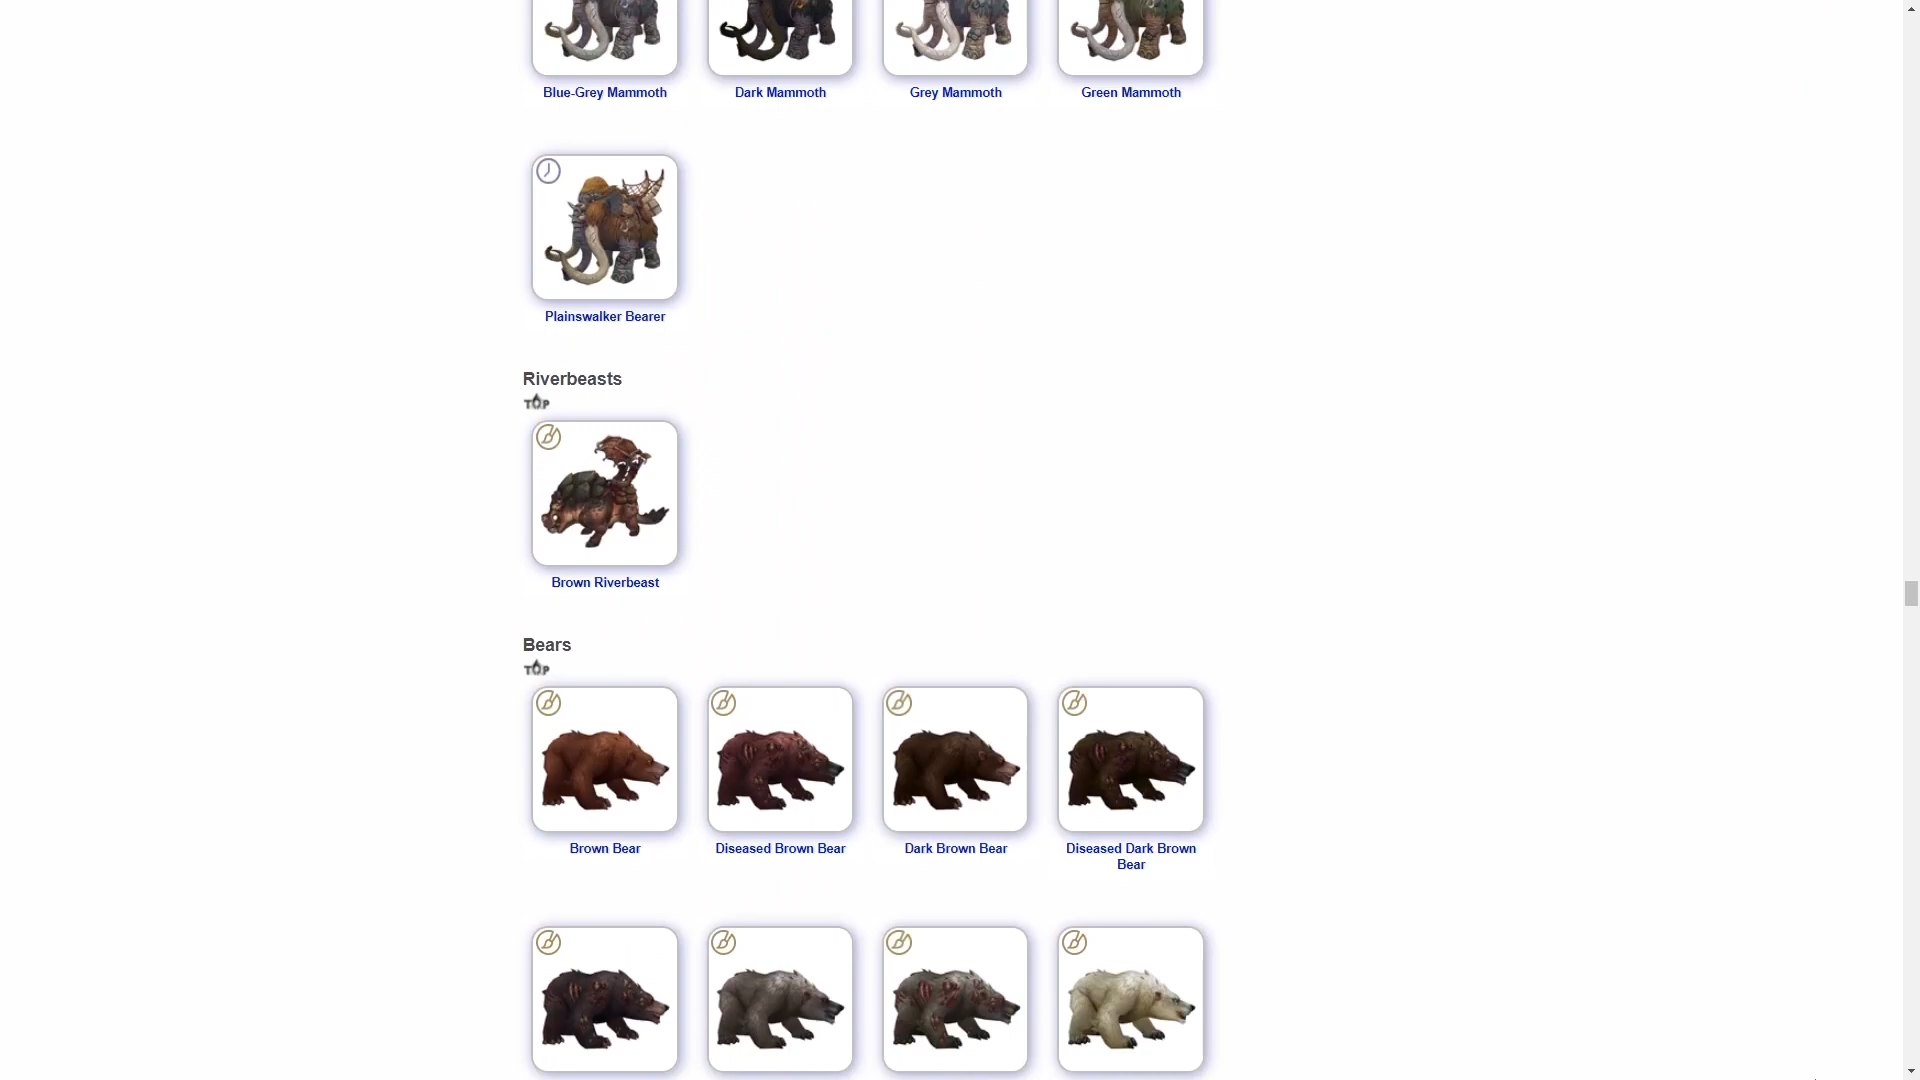 Blue-Grey Mammoth
Dark Mammoth
Grey Mammoth
Green Mammoth
Plainswalker Bearer
Riverbeasts
TOP
Brown Riverbeast
Bears
TOP
Brown Bear
Diseased Brown Bear
Dark Brown Bear
Diseased Dark Brown
Bear